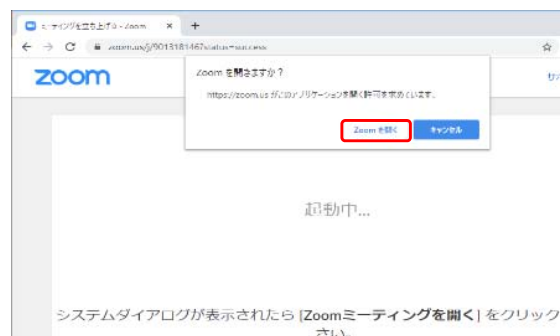 ミーティングを立ち上げる - Zoom
zoom.us/j/901318146?status=success
zoom
Zoom を開きますか？
https://zoom.us がこのアプリケーションを開く許可を求めています。
Zoom を開く
キャンセル
起動中...
システムダイアログが表示されたら [Zoomミーティングを開く] をクリック
さい。